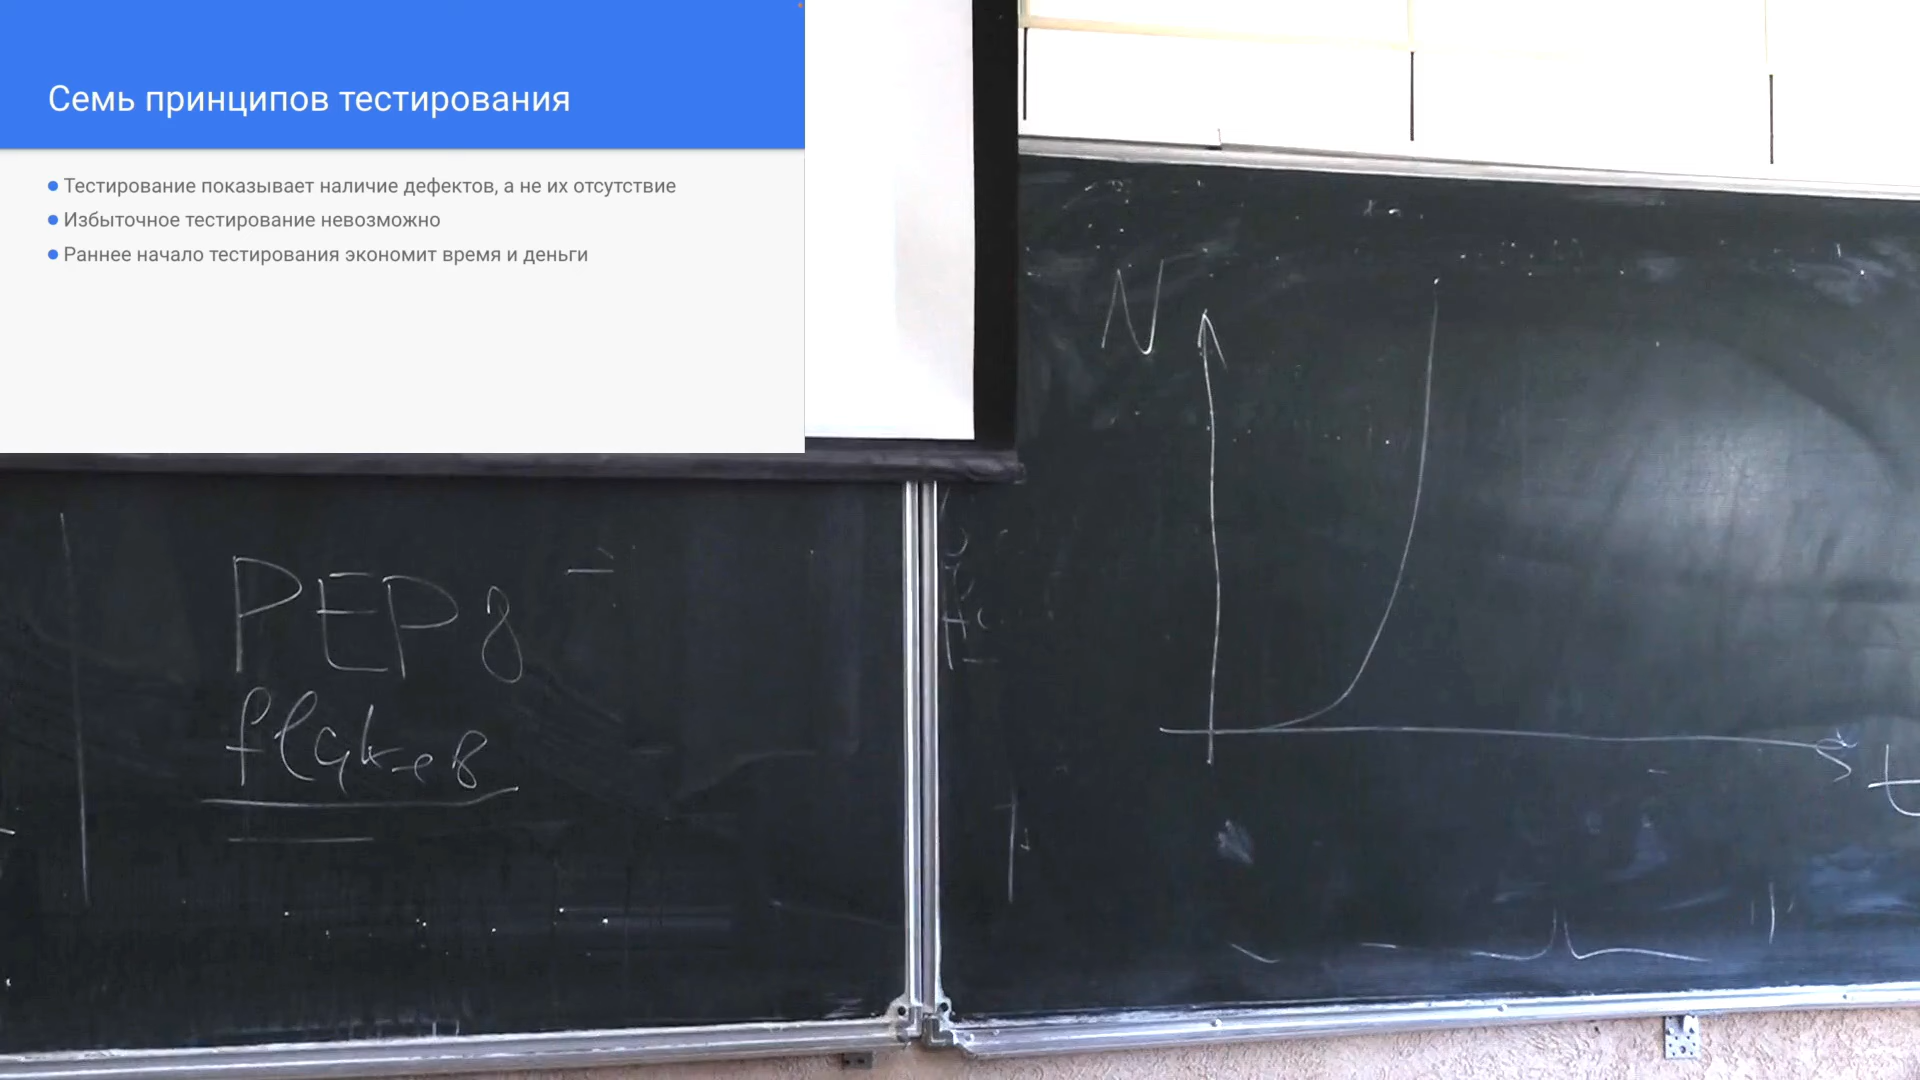 Семь принципов тестирования
Тестирование показывает наличие дефектов, а не их отсутствие
Избыточное тестирование невозможно
Раннее начало тестирования экономит время и деньги
PEP8
flake8
N
t